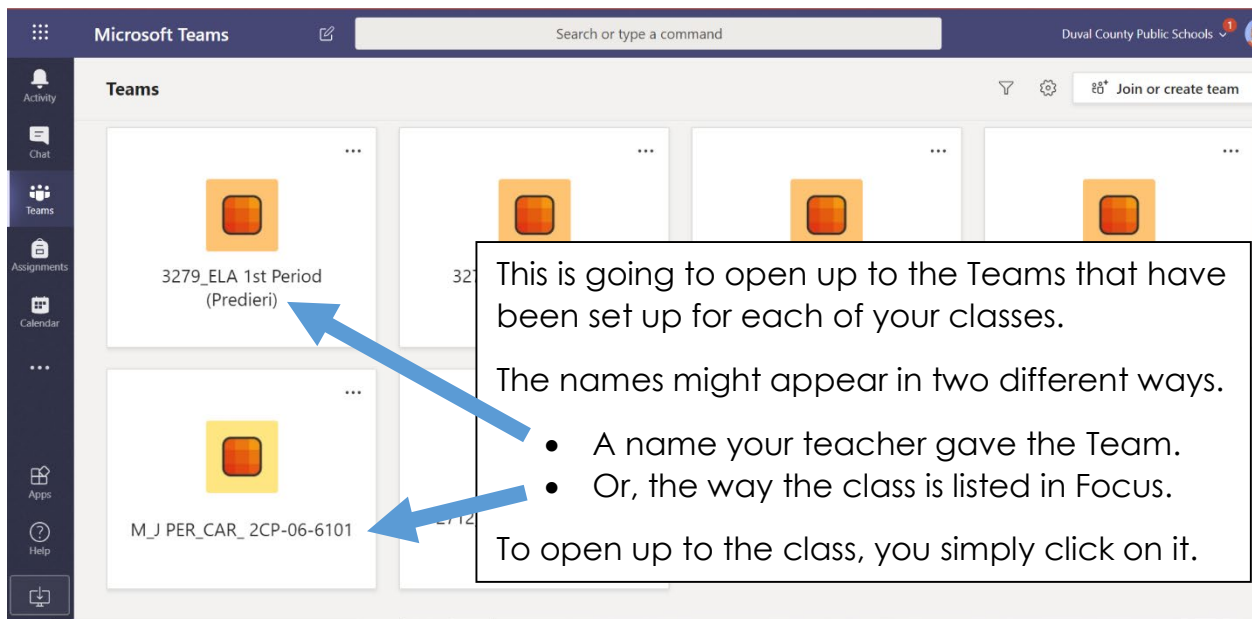 Microsoft Teams
Search or type a command
Duval County Public Schools
1
Activity
Chat
Teams
Assignments
Calendar
Apps
Help
Teams
Join or create team
3279_ELA 1st Period
(Predieri)
M_J PER_CAR_ 2CP-06-6101
This is going to open up to the Teams that have
been set up for each of your classes.
The names might appear in two different ways.
• A name your teacher gave the Team.
• Or, the way the class is listed in Focus.
To open up to the class, you simply click on it.